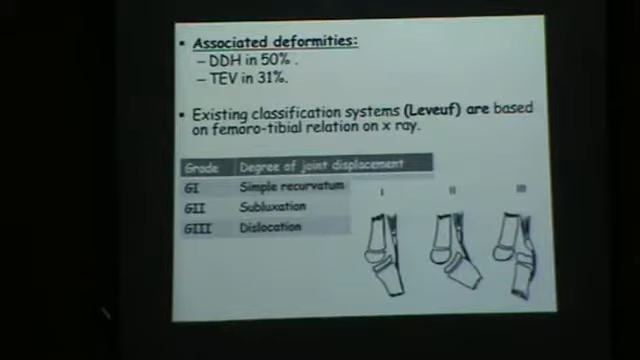 • Associated deformities:
– DDH in 50% .
– TEV in 31%.
• Existing classification systems (Leveuf) are based
on femoro-tibial relation on x ray.
Grade Degree of joint displacement
GI Simple recurvatum
GII Subluxation
GIII Dislocation
I II III